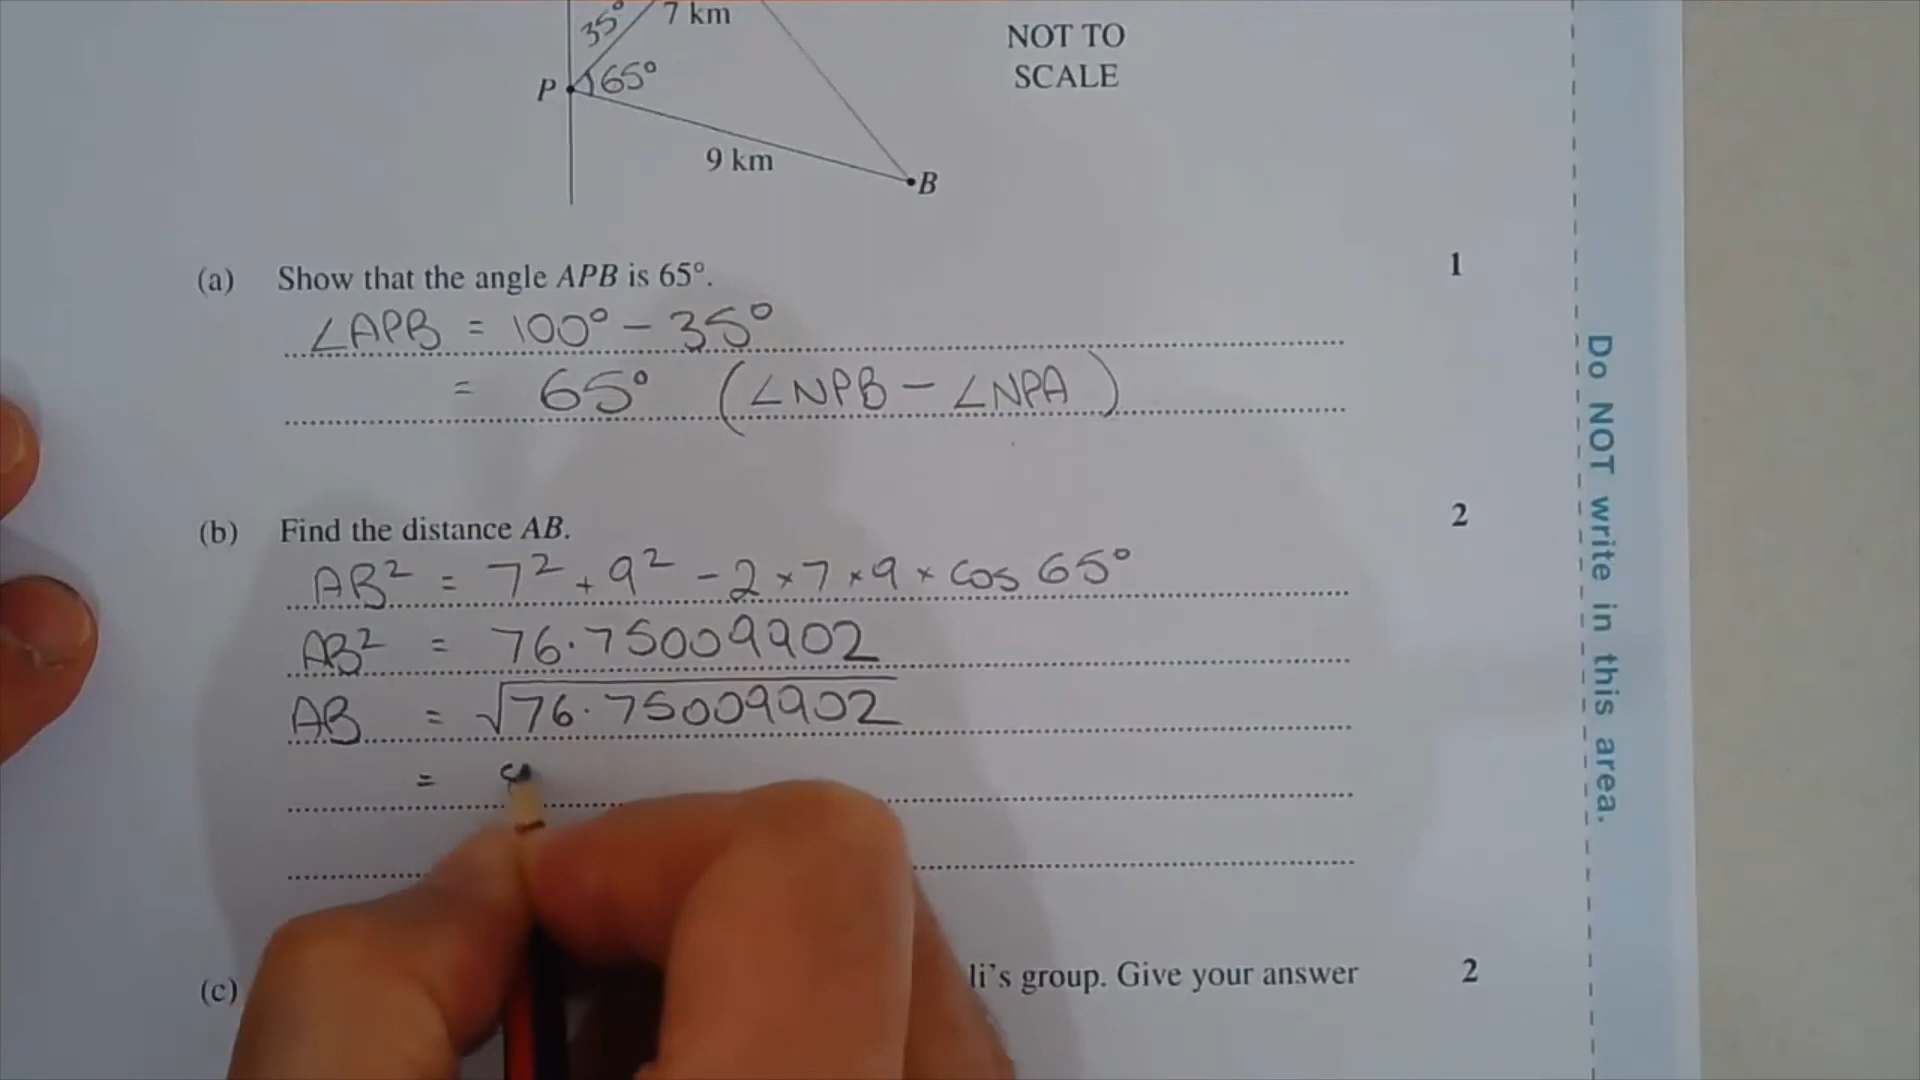 35° 7 km
NOT TO
SCALE
P 65°
9 km
B
(a) Show that the angle APB is 65°. 1
∠APB = 100° - 35°
= 65° (∠NPB - ∠NPA)
(b) Find the distance AB. 2
AB² = 7² + 9² - 2 × 7 × 9 × cos 65°
AB² = 76.75009902
AB = √76.75009902
=
(c) li's group. Give your answer 2
Do NOT write in this area.